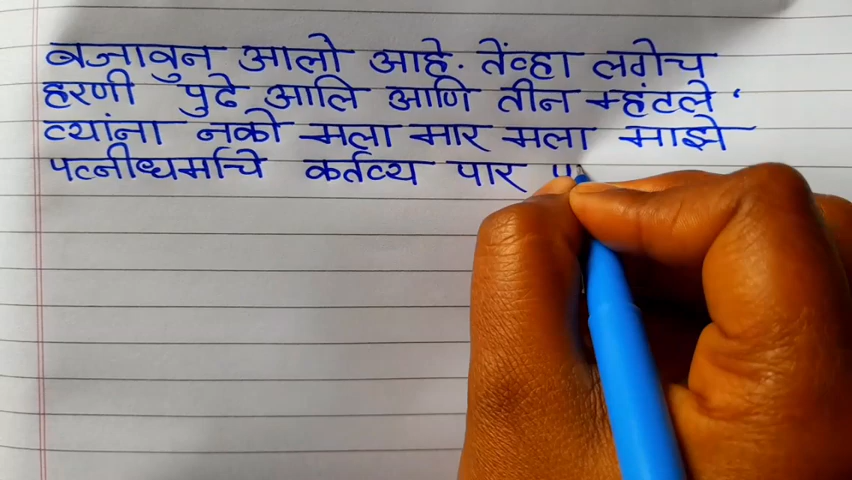 बजावुन आलो आहे. तेंव्हा लगेच
हरणी पुढे आलि आणि तीन म्हंटले '
त्यांना नको मला मार मला माझे
पत्नीधर्माचे कर्तव्य पार